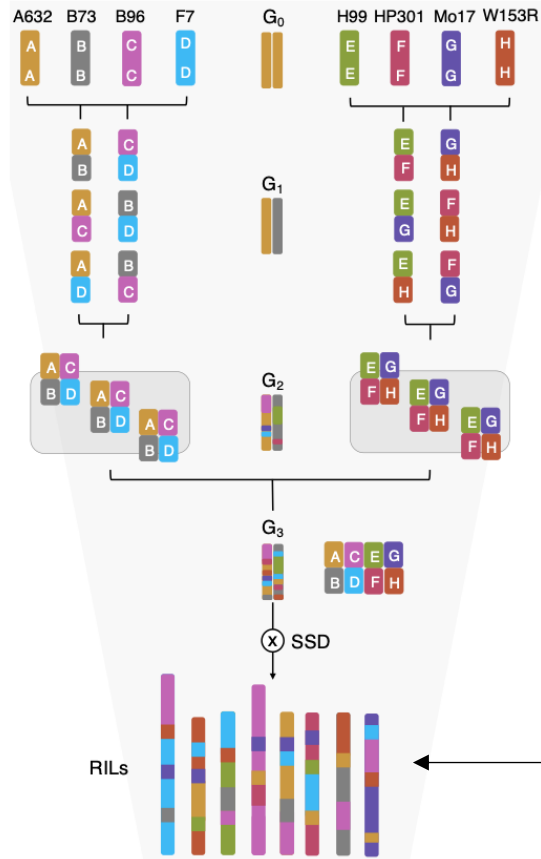 A632 B73 B96 F7 G0 H99 HP301 Mo17 W153R
A B C D E F G H
A B C D E F G H
A C E G
B D F H
G1
A B E F
C D G H
A B E F
D C H G
G2
A C E G
B D F H
A C E G
B D F H
A C E G
B D F H
G3
A C E G
B D F H
X SSD
RILs